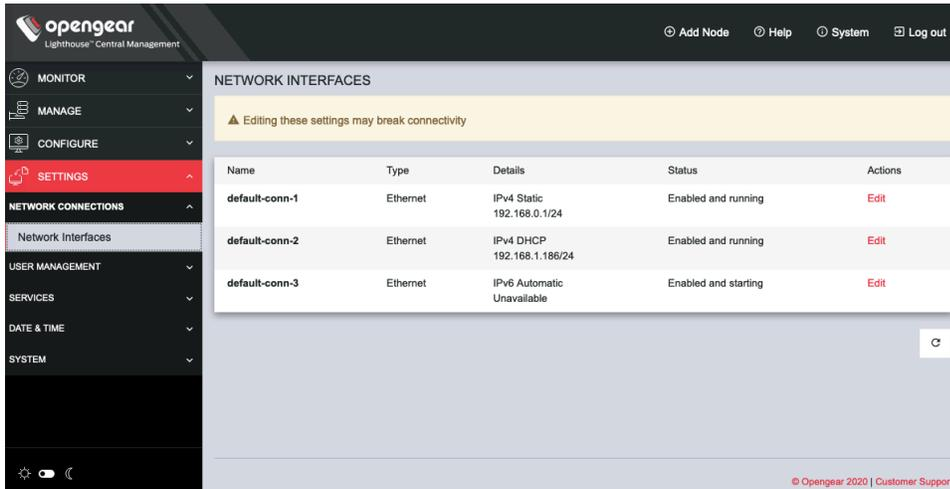 opengear
Lighthouse™ Central Management
Add Node Help System Log out
MONITOR
MANAGE
CONFIGURE
SETTINGS
NETWORK CONNECTIONS
Network Interfaces
USER MANAGEMENT
SERVICES
DATE & TIME
SYSTEM
NETWORK INTERFACES
Editing these settings may break connectivity
Name Type Details Status Actions
default-conn-1 Ethernet IPv4 Static Enabled and running Edit
192.168.0.1/24
default-conn-2 Ethernet IPv4 DHCP Enabled and running Edit
192.168.1.186/24
default-conn-3 Ethernet IPv6 Automatic Enabled and starting Edit
Unavailable
© Opengear 2020 | Customer Suppor